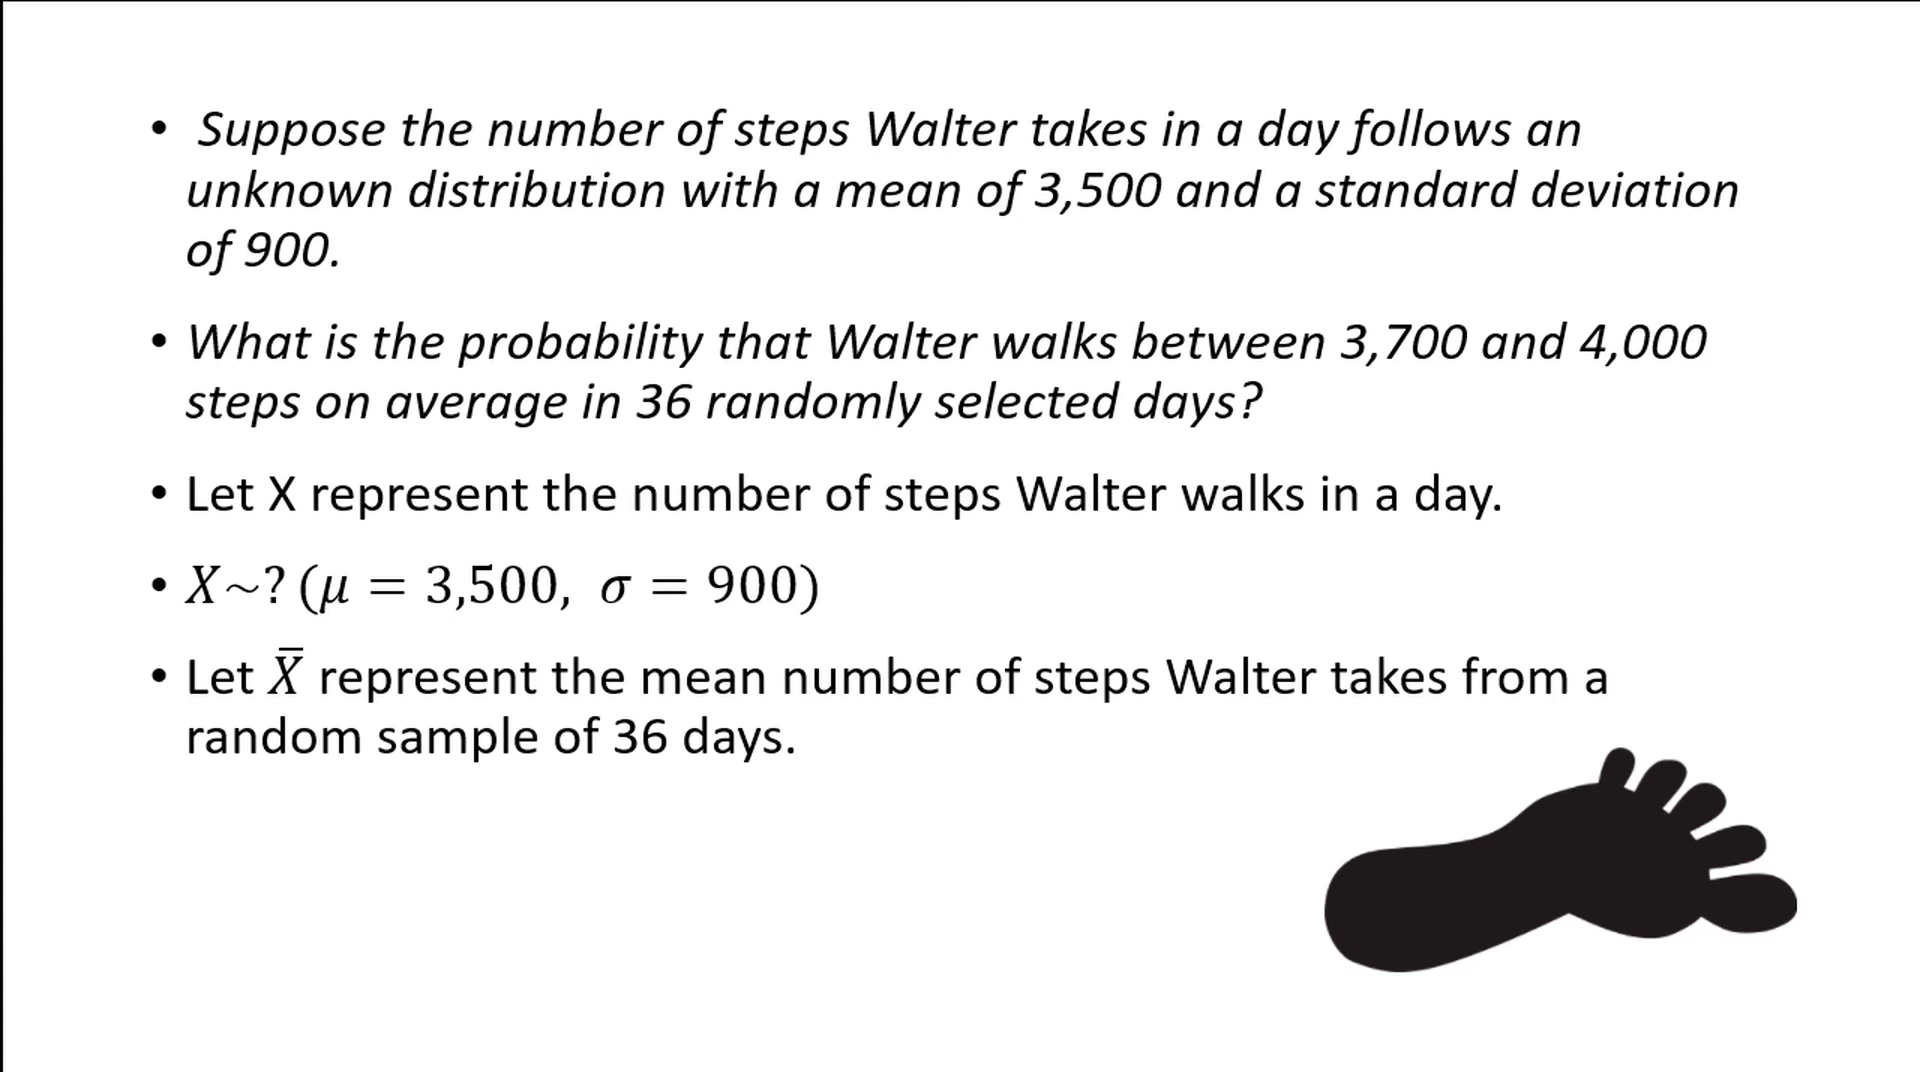 • Suppose the number of steps Walter takes in a day follows an
unknown distribution with a mean of 3,500 and a standard deviation
of 900.
• What is the probability that Walter walks between 3,700 and 4,000
steps on average in 36 randomly selected days?
• Let X represent the number of steps Walter walks in a day.
• X~? (μ = 3,500, σ = 900)
• Let X̄ represent the mean number of steps Walter takes from a
random sample of 36 days.